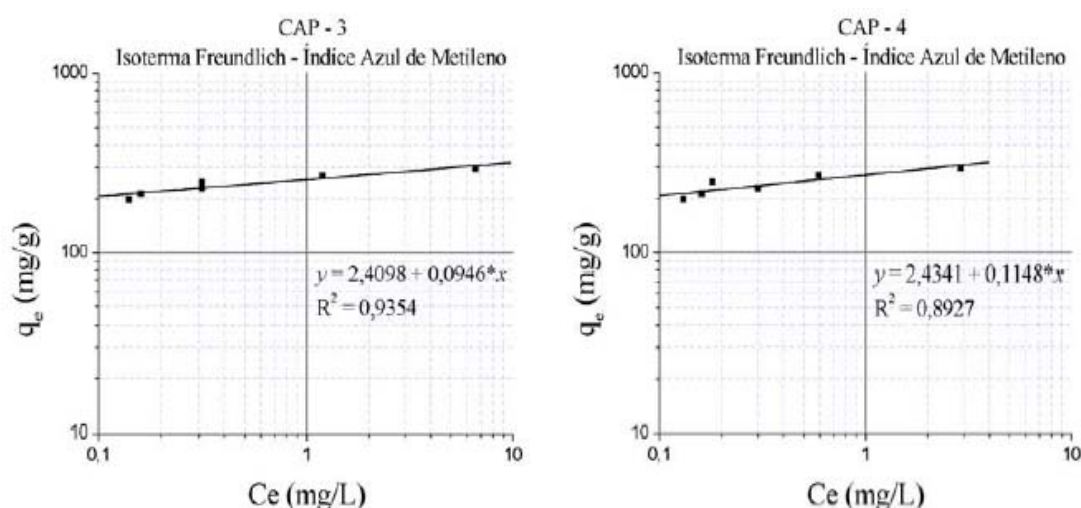 CAP - 3
Isoterma Freundlich - Índice Azul de Metileno
1000
100
10
q_e (mg/g)
y = 2,4098 + 0,0946*x
R² = 0,9354
0,1
1
10
Ce (mg/L)
CAP - 4
Isoterma Freundlich - Índice Azul de Metileno
1000
100
10
q_e (mg/g)
y = 2,4341 + 0,1148*x
R² = 0,8927
0,1
1
10
Ce (mg/L)